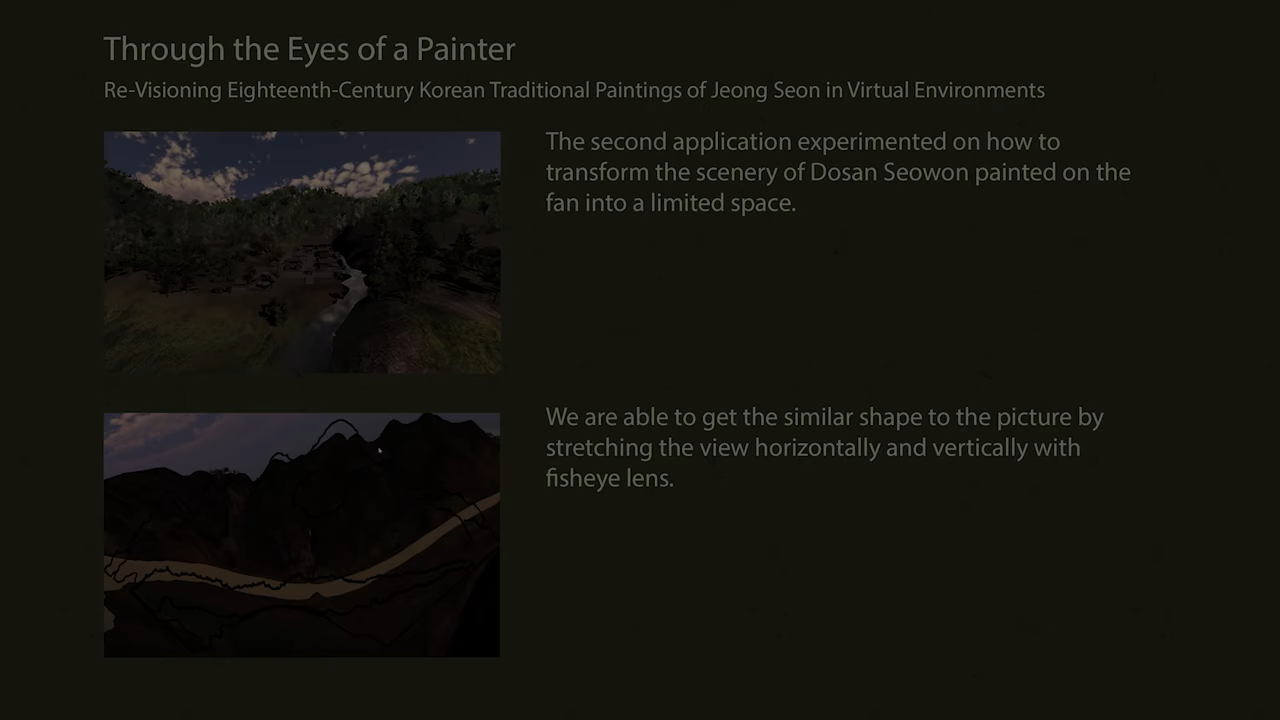 Through the Eyes of a Painter
Re-Visioning Eighteenth-Century Korean Traditional Paintings of Jeong Seon in Virtual Environments
The second application experimented on how to
transform the scenery of Dosan Seowon painted on the
fan into a limited space.
We are able to get the similar shape to the picture by
stretching the view horizontally and vertically with
fisheye lens.